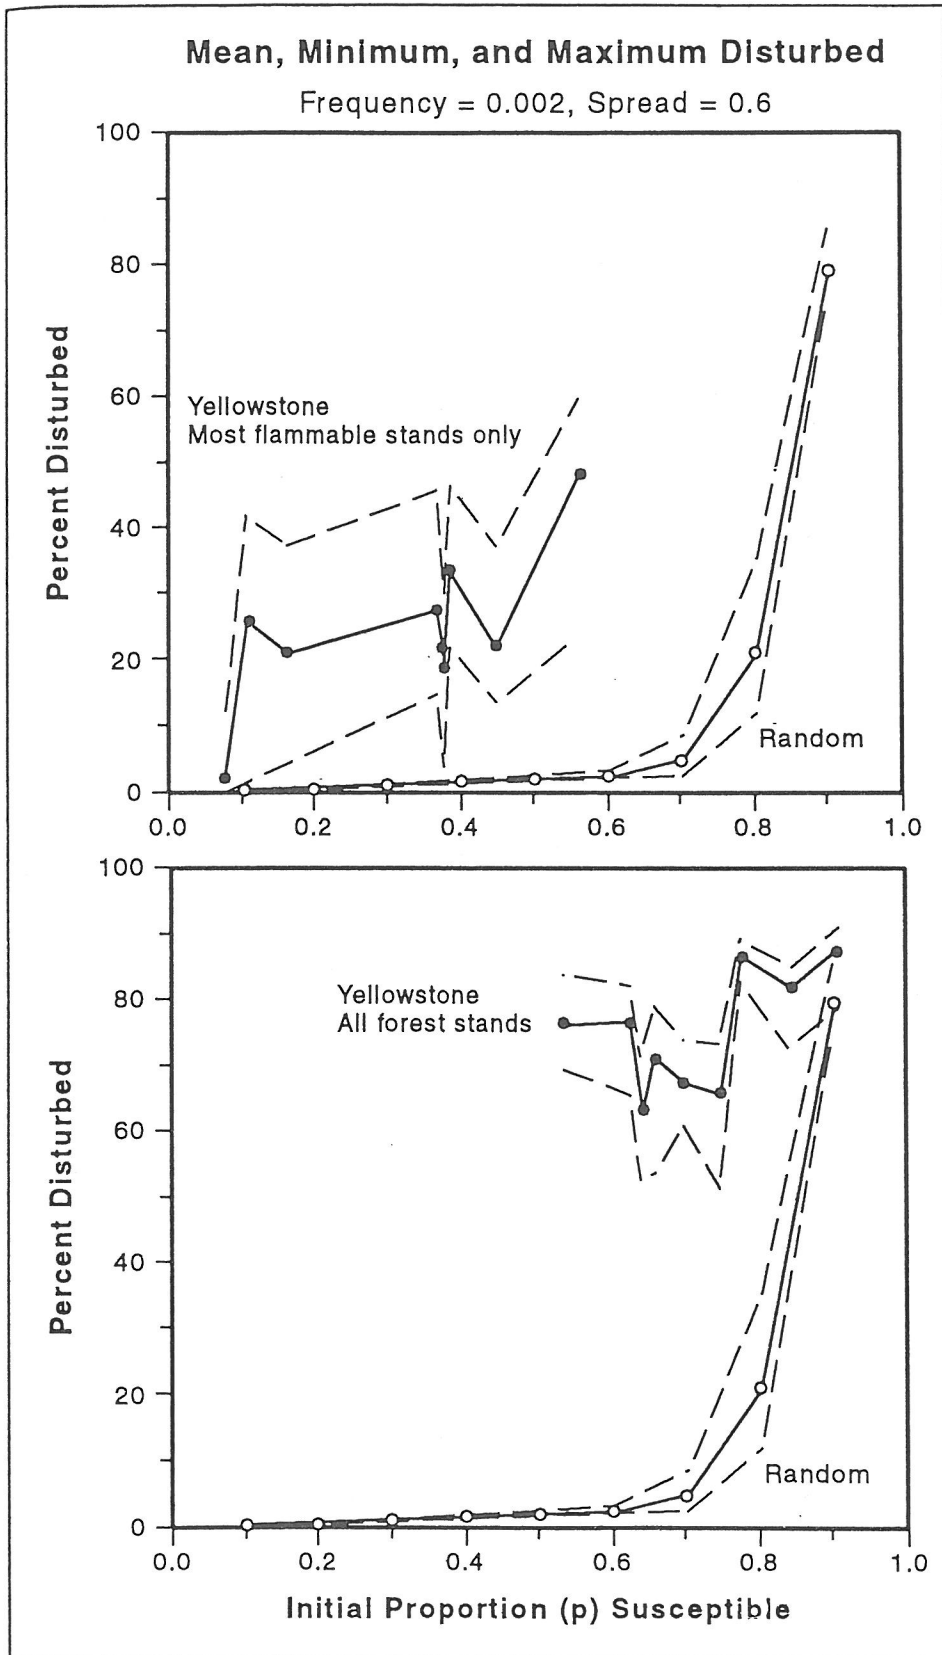 Mean, Minimum, and Maximum Disturbed
Frequency = 0.002, Spread = 0.6
100
80
60
40
20
0
Percent Disturbed
Yellowstone
Most flammable stands only
Random
0.0 0.2 0.4 0.6 0.8 1.0
100
80
60
40
20
0
Percent Disturbed
Yellowstone
All forest stands
Random
0.0 0.2 0.4 0.6 0.8 1.0
Initial Proportion (p) Susceptible